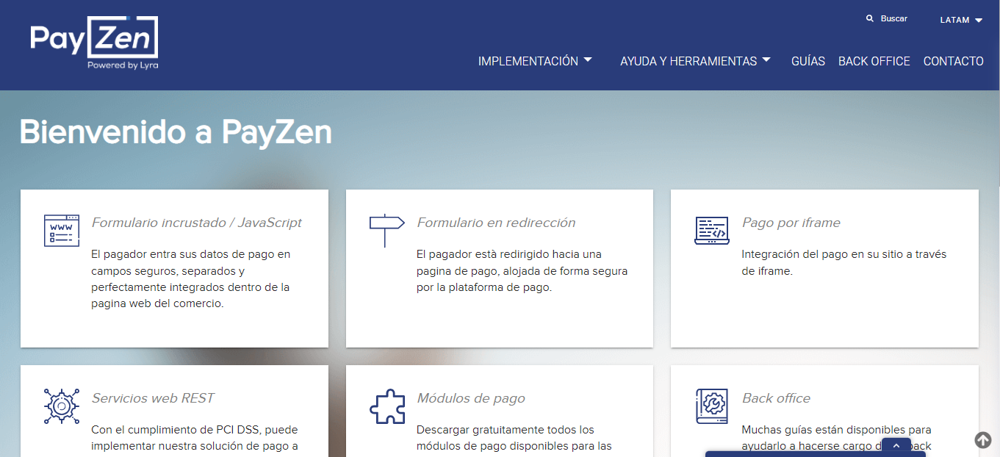 PayZen
Powered by Lyra
Buscar
LATAM
IMPLEMENTACIÓN
AYUDA Y HERRAMIENTAS
GUÍAS
BACK OFFICE
CONTACTO
Bienvenido a PayZen
WWW
Formulario incrustado / JavaScript
El pagador entra sus datos de pago en
campos seguros, separados y
perfectamente integrados dentro de la
pagina web del comercio.
Formulario en redirección
El pagador està redirigido hacia una
pagina de pago, alojada de forma segura
por la plataforma de pago.
Pago por iframe
Integración del pago en su sitio a través
de iframe.
Servicios web REST
Con el cumplimiento de PCI DSS, puede
implementar nuestra solución de pago a
Módulos de pago
Descargar gratuitamente todos los
módulos de pago disponibles para las
Back office
Muchas guías están disponibles para
ayudarlo a hacerse cargo back